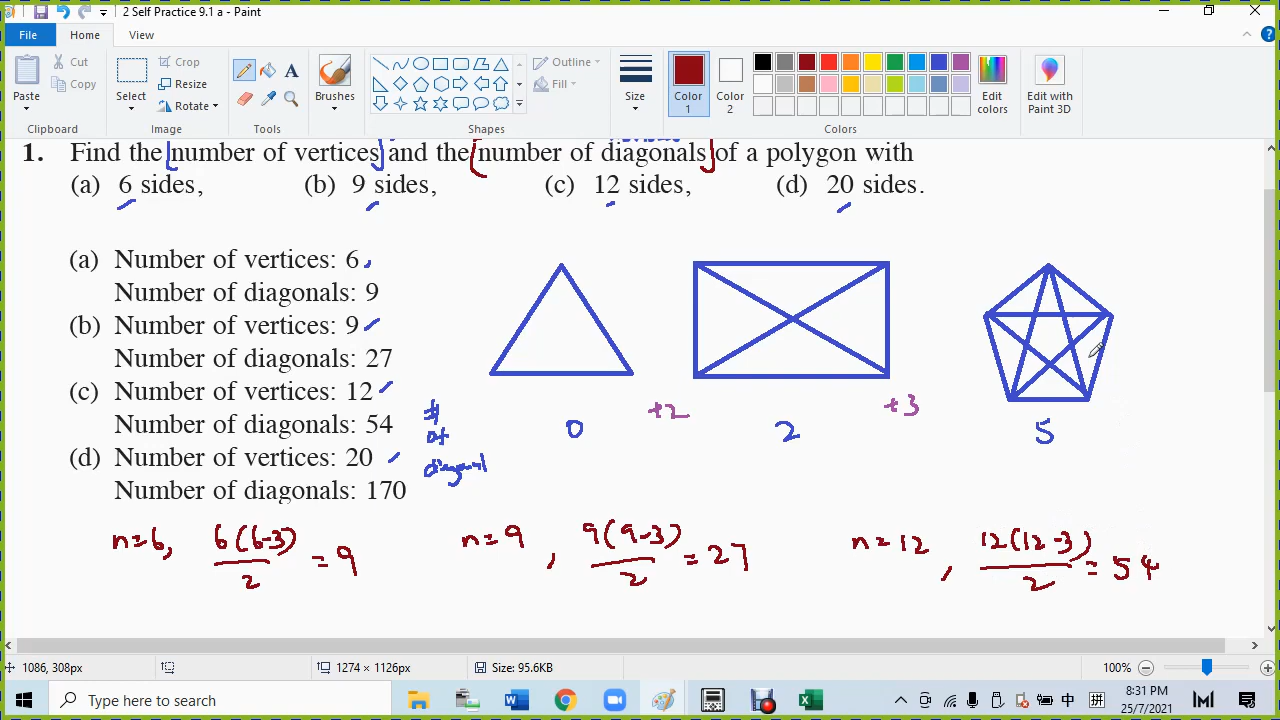 2 Self Practice 9.1 a - Paint
File Home View
Paste Cut Copy Clipboard
Select Crop Resize Rotate Image
Tools
Brushes
Outline Fill Shapes
Size
Color 1 Color 2 Edit colors Colors
Edit with Paint 3D
1. Find the number of vertices and the number of diagonals of a polygon with
(a) 6 sides, (b) 9 sides, (c) 12 sides, (d) 20 sides.
(a) Number of vertices: 6
Number of diagonals: 9
(b) Number of vertices: 9
Number of diagonals: 27
(c) Number of vertices: 12
Number of diagonals: 54
(d) Number of vertices: 20
Number of diagonals: 170
+2 +3
# of diagonal 0 2 5
n=6, 6(6-3)/2 = 9
n=9, 9(9-3)/2 = 27
n=12, 12(12-3)/2 = 54
1086, 308px 1274 × 1126px Size: 95.6KB 100%
Type here to search
中 拼 8:31 PM
25/7/2021